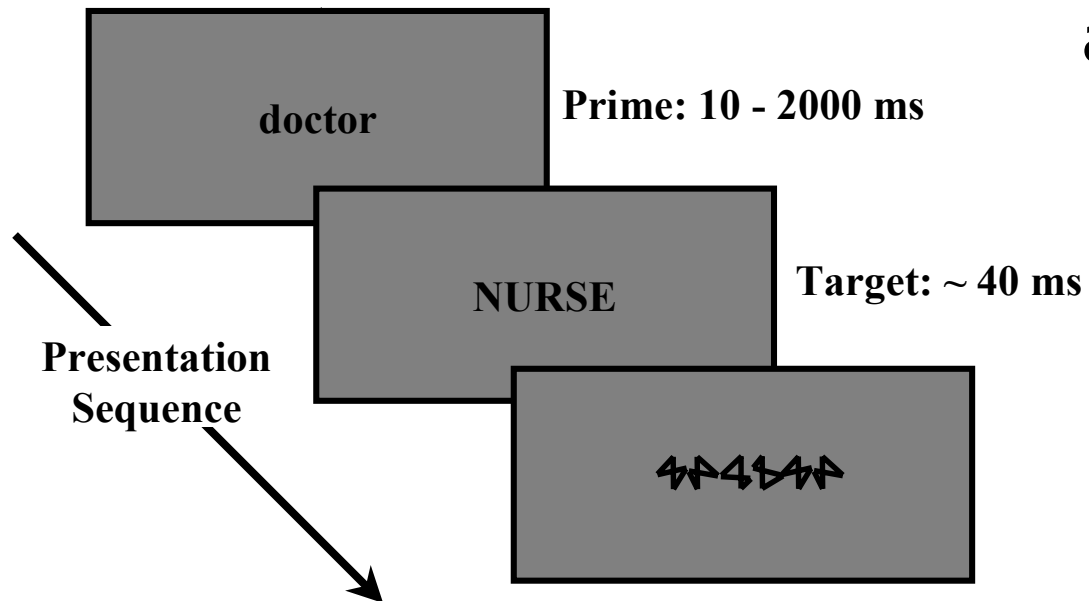 doctor
Prime: 10 - 2000 ms
NURSE
Target: ~ 40 ms
Presentation
Sequence